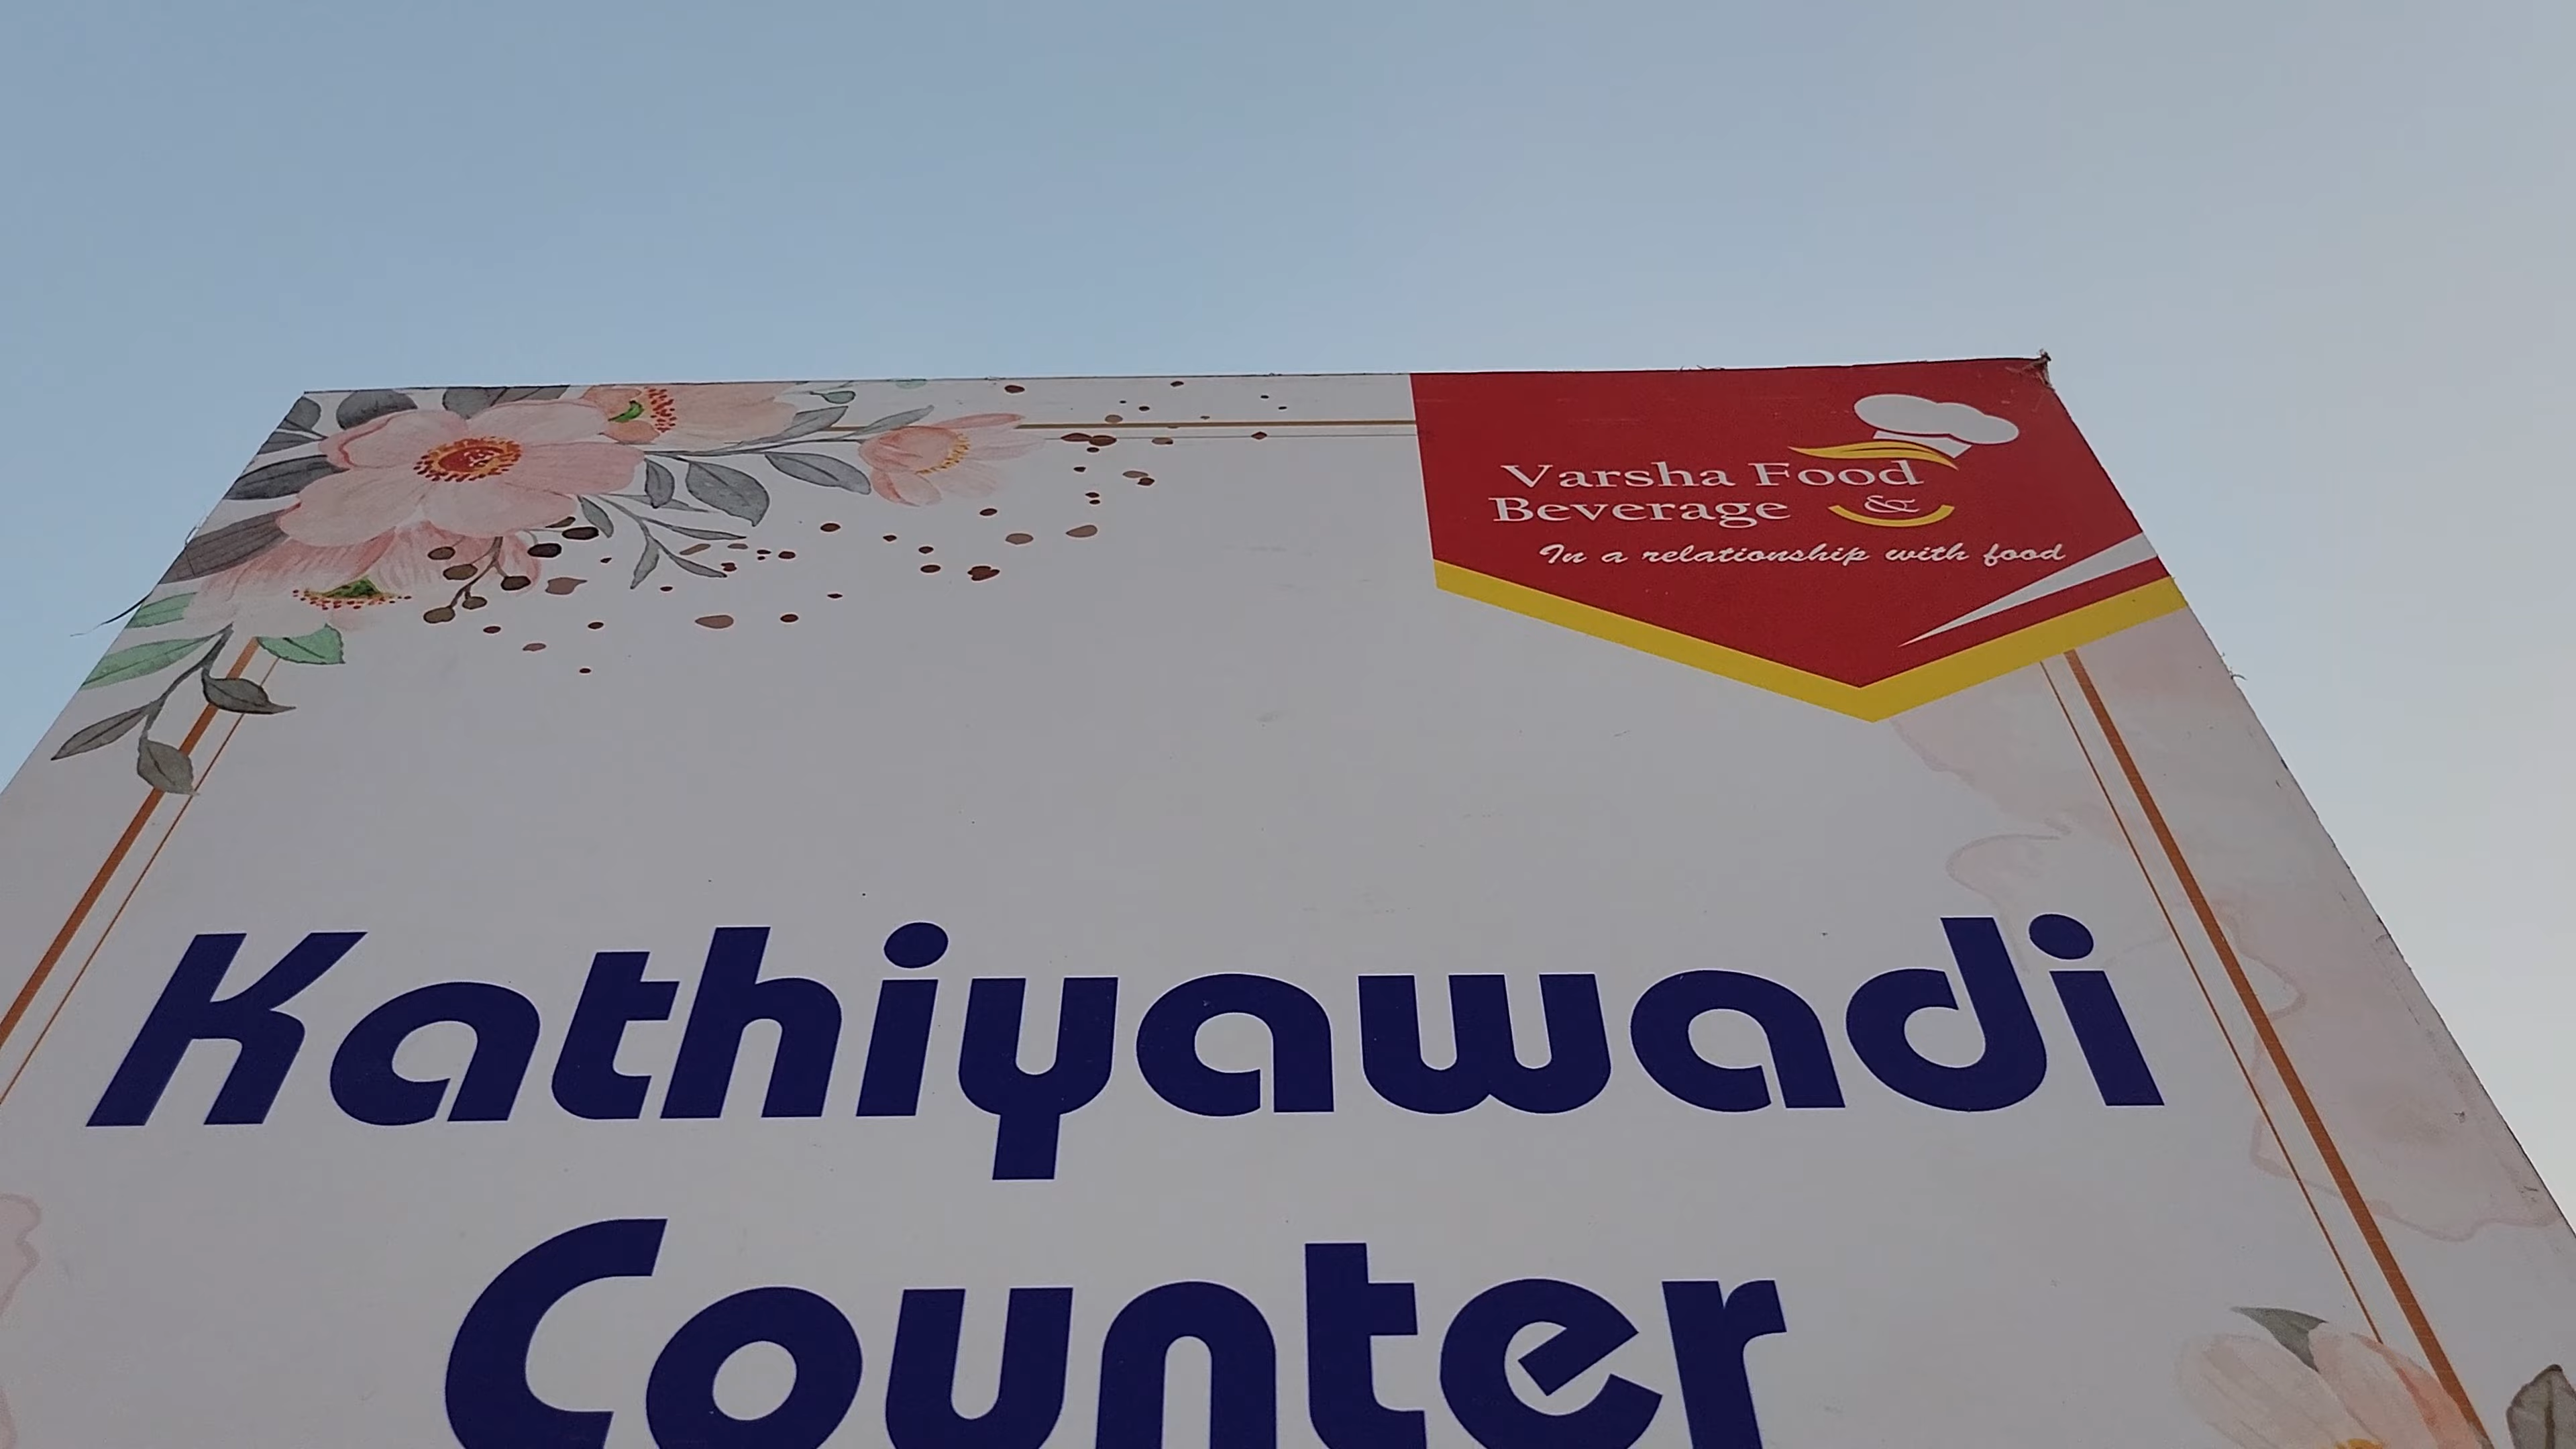 Varsha Food
Beverage &
In a relationship with food
Kathiyawadi
Counter